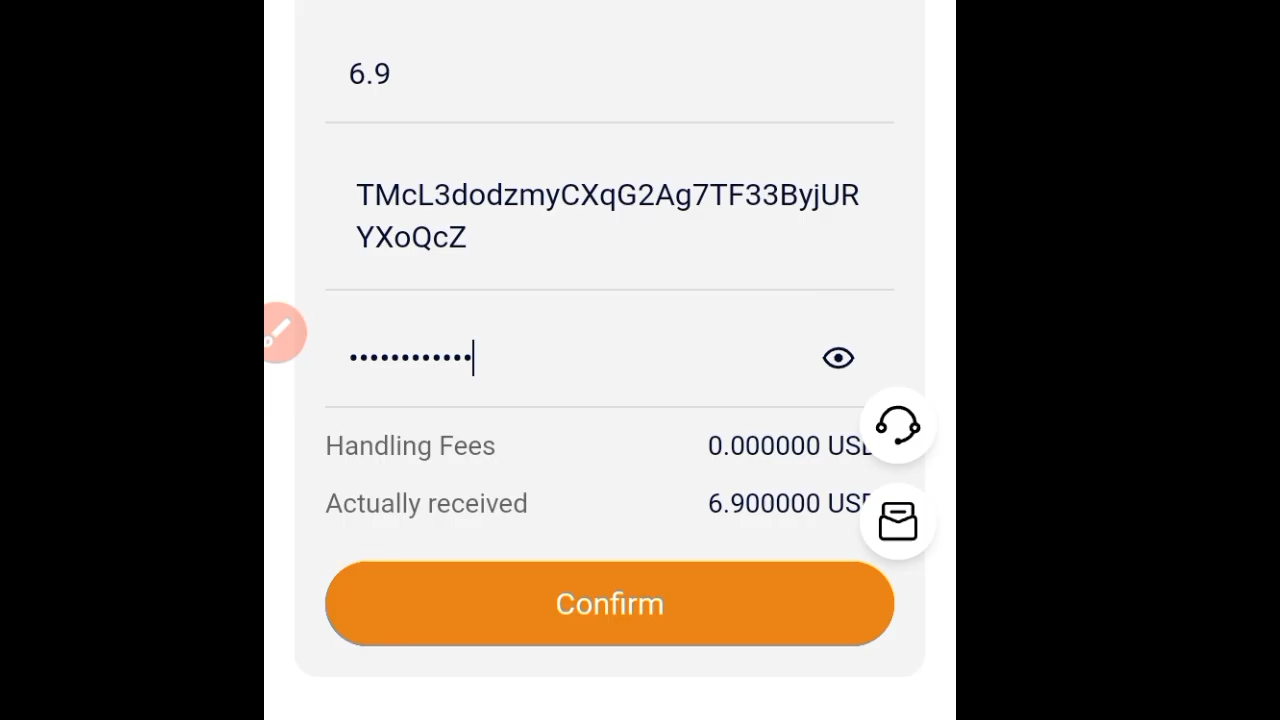 6.9
TMcL3dodzmyCXqG2Ag7TF33ByjUR
YXoQcZ
••••••••••••
Handling Fees 0.000000
Actually received 6.900000
Confirm